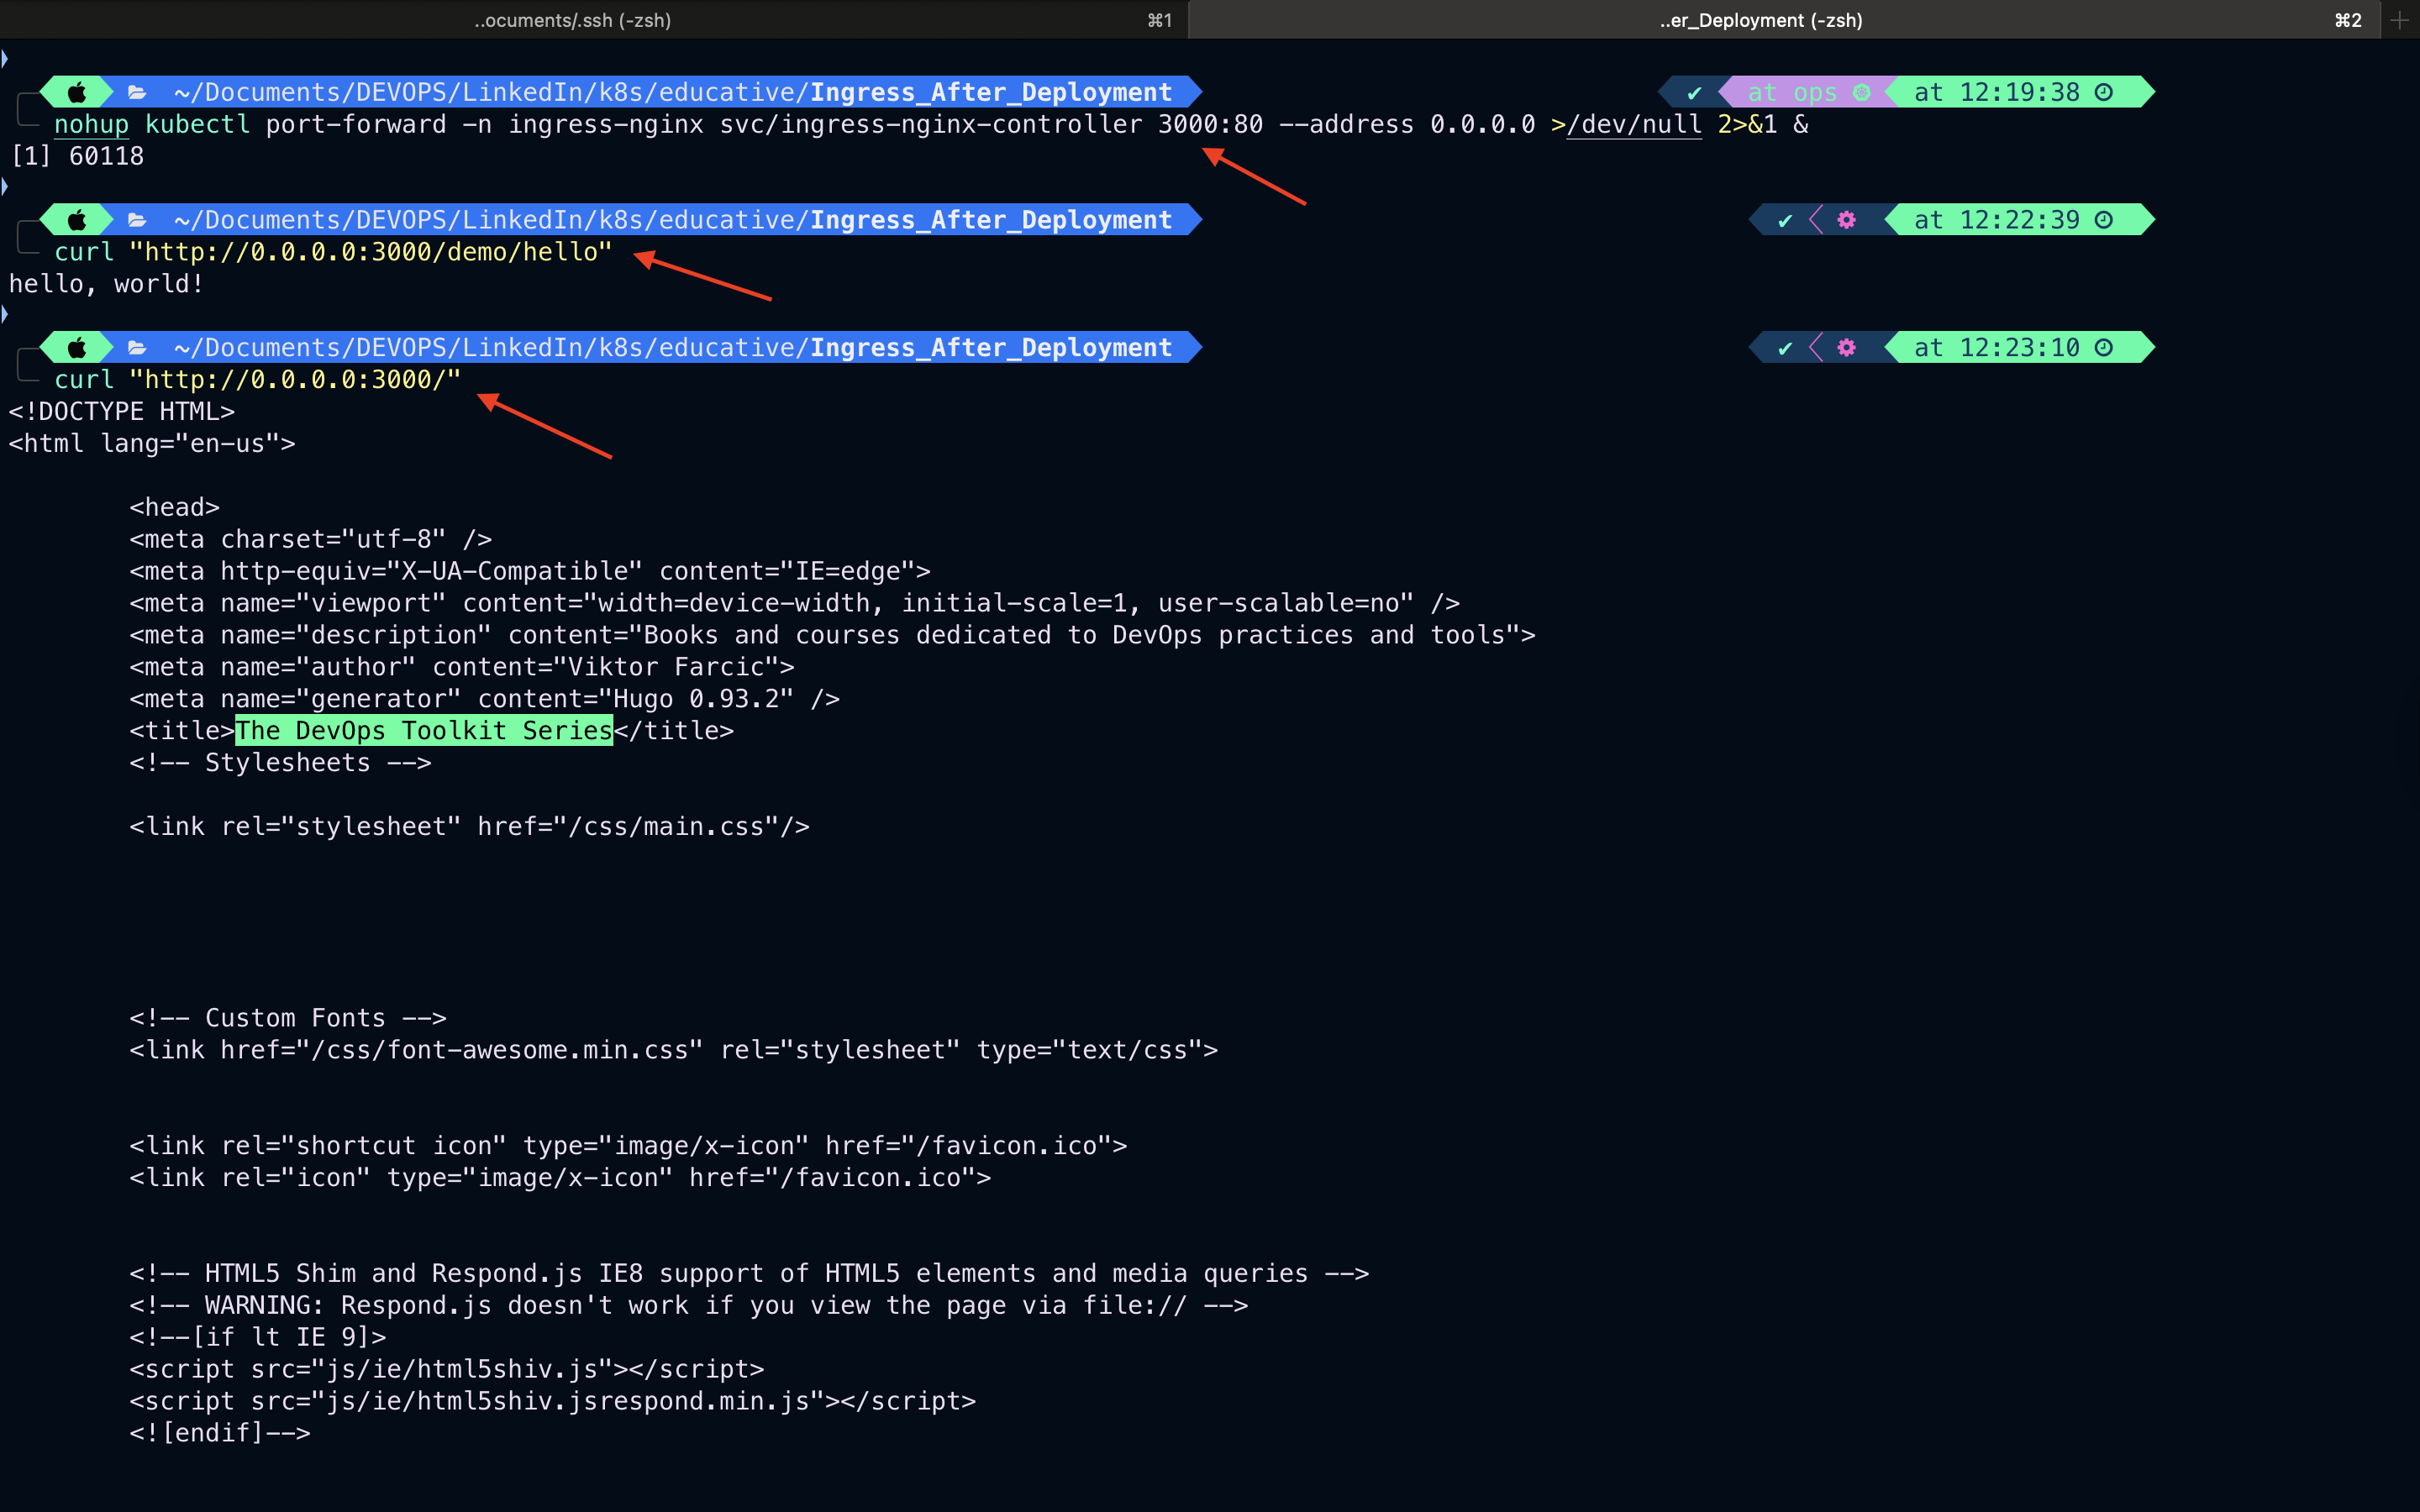 ..ocuments/.ssh (-zsh) ⌘1 ..er_Deployment (-zsh) ⌘2
~/Documents/DEVOPS/LinkedIn/k8s/educative/Ingress_After_Deployment ✔ at ops at 12:19:38
nohup kubectl port-forward -n ingress-nginx svc/ingress-nginx-controller 3000:80 --address 0.0.0.0 >/dev/null 2>&1 &
[1] 60118
~/Documents/DEVOPS/LinkedIn/k8s/educative/Ingress_After_Deployment ✔ at 12:22:39
curl "http://0.0.0.0:3000/demo/hello"
hello, world!
~/Documents/DEVOPS/LinkedIn/k8s/educative/Ingress_After_Deployment ✔ at 12:23:10
curl "http://0.0.0.0:3000/"
<!DOCTYPE HTML>
<html lang="en-us">
<head>
<meta charset="utf-8" />
<meta http-equiv="X-UA-Compatible" content="IE=edge">
<meta name="viewport" content="width=device-width, initial-scale=1, user-scalable=no" />
<meta name="description" content="Books and courses dedicated to DevOps practices and tools">
<meta name="author" content="Viktor Farcic">
<meta name="generator" content="Hugo 0.93.2" />
<title>The DevOps Toolkit Series</title>
<!-- Stylesheets -->
<link rel="stylesheet" href="/css/main.css"/>
<!-- Custom Fonts -->
<link href="/css/font-awesome.min.css" rel="stylesheet" type="text/css">
<link rel="shortcut icon" type="image/x-icon" href="/favicon.ico">
<link rel="icon" type="image/x-icon" href="/favicon.ico">
<!-- HTML5 Shim and Respond.js IE8 support of HTML5 elements and media queries -->
<!-- WARNING: Respond.js doesn't work if you view the page via file:// -->
<!--[if lt IE 9]>
<script src="js/ie/html5shiv.js"></script>
<script src="js/ie/html5shiv.jsrespond.min.js"></script>
<![endif]-->